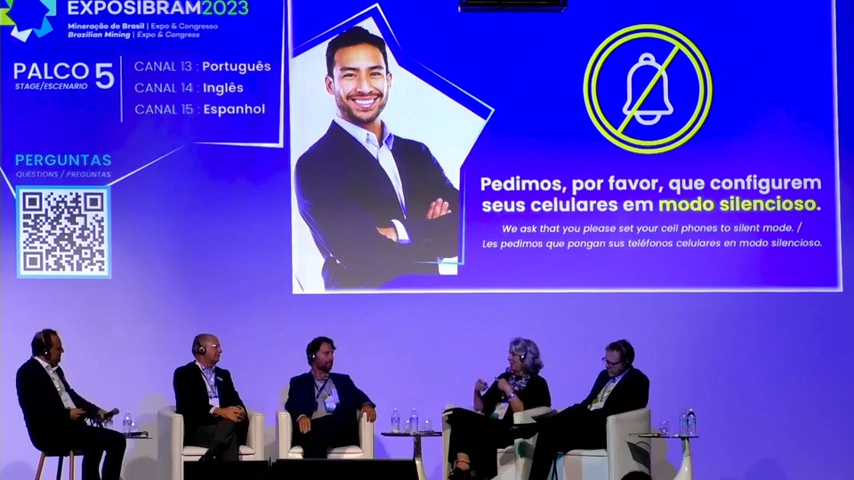 EXPOSIBRAM2023
Mineração do Brasil | Expo & Congresso
Brazilian Mining | Expo & Congress
PALCO 5
STAGE/ESCENARIO
CANAL 13 : Português
CANAL 14 : Inglês
CANAL 15 : Espanhol
PERGUNTAS
QUESTIONS / PREGUNTAS
Pedimos, por favor, que configurem
seus celulares em modo silencioso.
We ask that you please set your cell phones to silent mode. /
Les pedimos que pongan sus teléfonos celulares en modo silencioso.